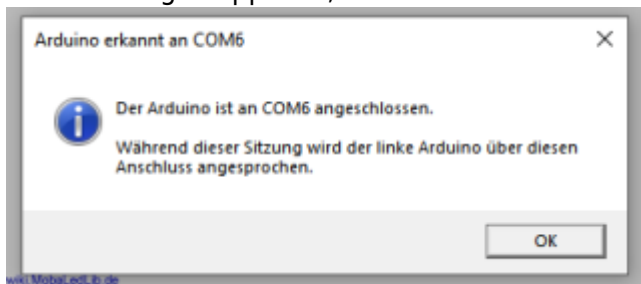 Arduino erkannt an COM6
Der Arduino ist an COM6 angeschlossen.
Während dieser Sitzung wird der linke Arduino über diesen
Anschluss angesprochen.
OK
wiki MobaLedLib.de